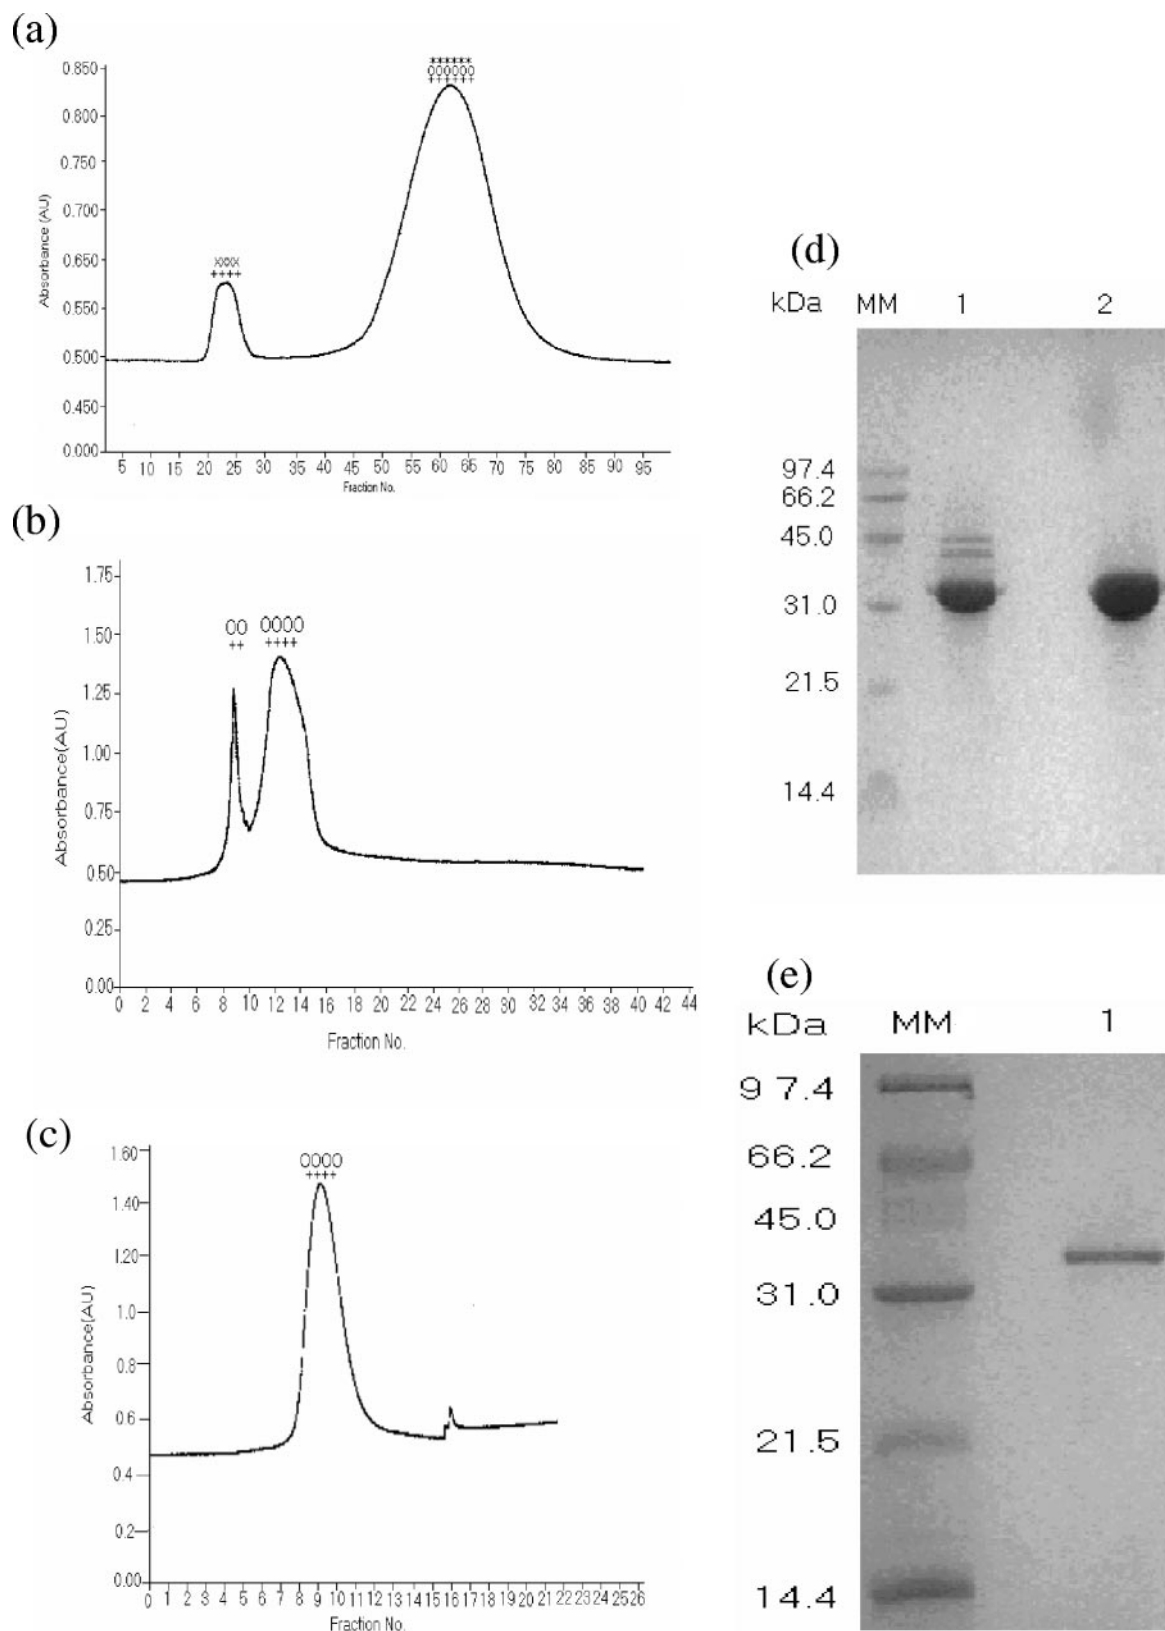 (a)
******
OOOOOO
++++++
0.850
0.800
0.750
0.700
0.650
0.550
0.500
0.450
0.000
xxxx
++++
Absorbance (AU)
5 10 15 20 25 30 35 40 45 50 55 60 65 70 75 80 85 90 95
Fraction No.
(b)
1.75
1.50
1.25
1.00
0.75
0.50
0.25
0.00
OO OOOO
++ ++++
Absorbance(AU)
0 2 4 6 8 10 12 14 16 18 20 22 24 26 28 30 32 34 36 38 40 42 44
Fraction No.
(c)
1.60
1.40
1.20
1.0
0.8
0.6
0.4
0.2
0.00
OOOO
++++
Absorbance(AU)
0 1 2 3 4 5 6 7 8 9 10 11 12 13 14 15 16 17 18 19 20 21 22 23 24 25 26
Fraction No.
(d)
kDa MM 1 2
97.4
66.2
45.0
31.0
21.5
14.4
(e)
kDa MM 1
97.4
66.2
45.0
31.0
21.5
14.4